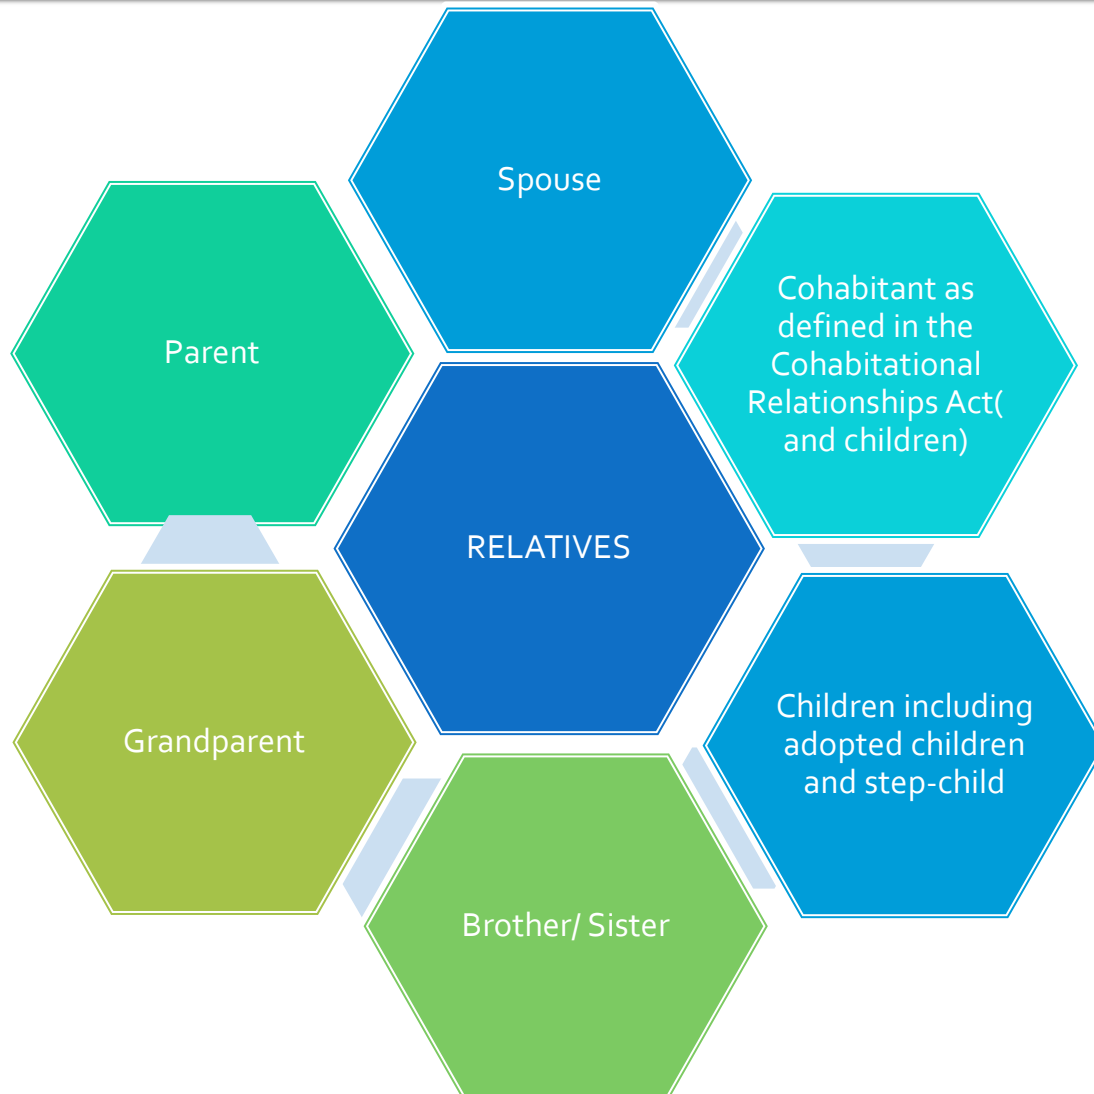 Spouse
Parent
Cohabitant as
defined in the
Cohabitational
Relationships Act(
and children)
RELATIVES
Grandparent
Children including
adopted children
and step-child
Brother/ Sister